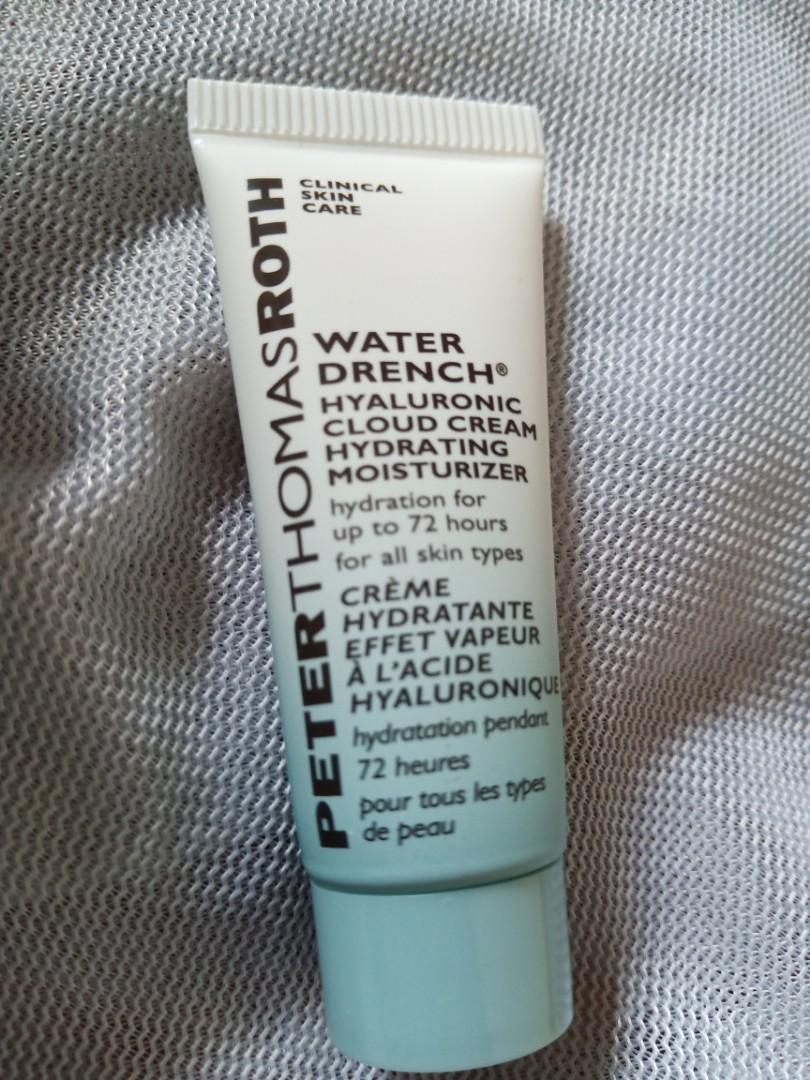 PETERTHOMASROTH
CLINICAL
SKIN
CARE
WATER
DRENCH®
HYALURONIC
CLOUD CREAM
HYDRATING
MOISTURIZER
hydration for
up to 72 hours
for all skin types
CRÈME
HYDRATANTE
EFFET VAPEUR
À L'ACIDE
HYALURONIQUE
hydratation pendant
72 heures
pour tous les types
de peau